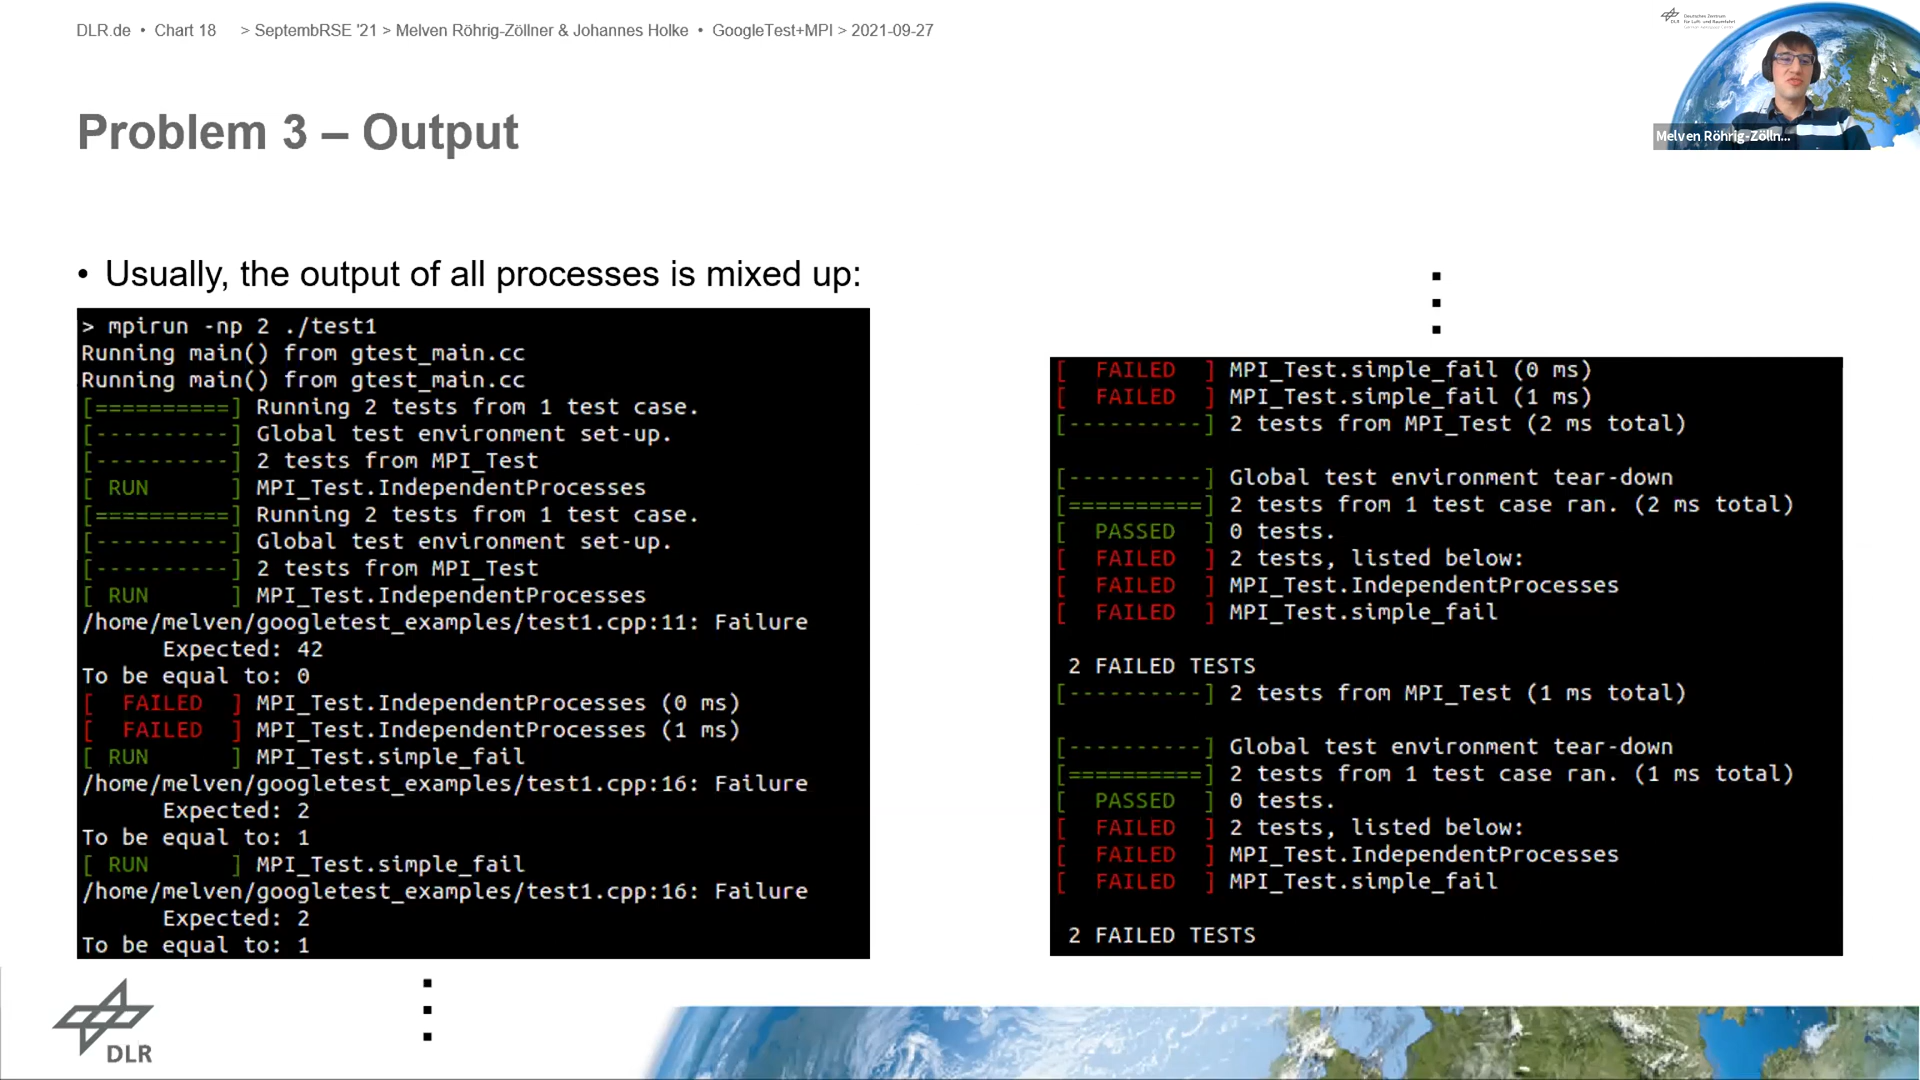 DLR.de • Chart 18 > SeptembRSE '21 > Melven Röhrig-Zöllner & Johannes Holke • GoogleTest+MPI > 2021-09-27
Deutsches Zentrum
für Luft- und Raumfahrt
Melven Röhrig-Zölln...
Problem 3 – Output
• Usually, the output of all processes is mixed up:
> mpirun -np 2 ./test1
Running main() from gtest_main.cc
Running main() from gtest_main.cc
[==========] Running 2 tests from 1 test case.
[----------] Global test environment set-up.
[----------] 2 tests from MPI_Test
[ RUN      ] MPI_Test.IndependentProcesses
[==========] Running 2 tests from 1 test case.
[----------] Global test environment set-up.
[----------] 2 tests from MPI_Test
[ RUN      ] MPI_Test.IndependentProcesses
/home/melven/googletest_examples/test1.cpp:11: Failure
      Expected: 42
To be equal to: 0
[  FAILED  ] MPI_Test.IndependentProcesses (0 ms)
[  FAILED  ] MPI_Test.IndependentProcesses (1 ms)
[ RUN      ] MPI_Test.simple_fail
/home/melven/googletest_examples/test1.cpp:16: Failure
      Expected: 2
To be equal to: 1
[ RUN      ] MPI_Test.simple_fail
/home/melven/googletest_examples/test1.cpp:16: Failure
      Expected: 2
To be equal to: 1
[  FAILED  ] MPI_Test.simple_fail (0 ms)
[  FAILED  ] MPI_Test.simple_fail (1 ms)
[----------] 2 tests from MPI_Test (2 ms total)
[----------] Global test environment tear-down
[==========] 2 tests from 1 test case ran. (2 ms total)
[  PASSED  ] 0 tests.
[  FAILED  ] 2 tests, listed below:
[  FAILED  ] MPI_Test.IndependentProcesses
[  FAILED  ] MPI_Test.simple_fail
 2 FAILED TESTS
[----------] 2 tests from MPI_Test (1 ms total)
[----------] Global test environment tear-down
[==========] 2 tests from 1 test case ran. (1 ms total)
[  PASSED  ] 0 tests.
[  FAILED  ] 2 tests, listed below:
[  FAILED  ] MPI_Test.IndependentProcesses
[  FAILED  ] MPI_Test.simple_fail
 2 FAILED TESTS
DLR